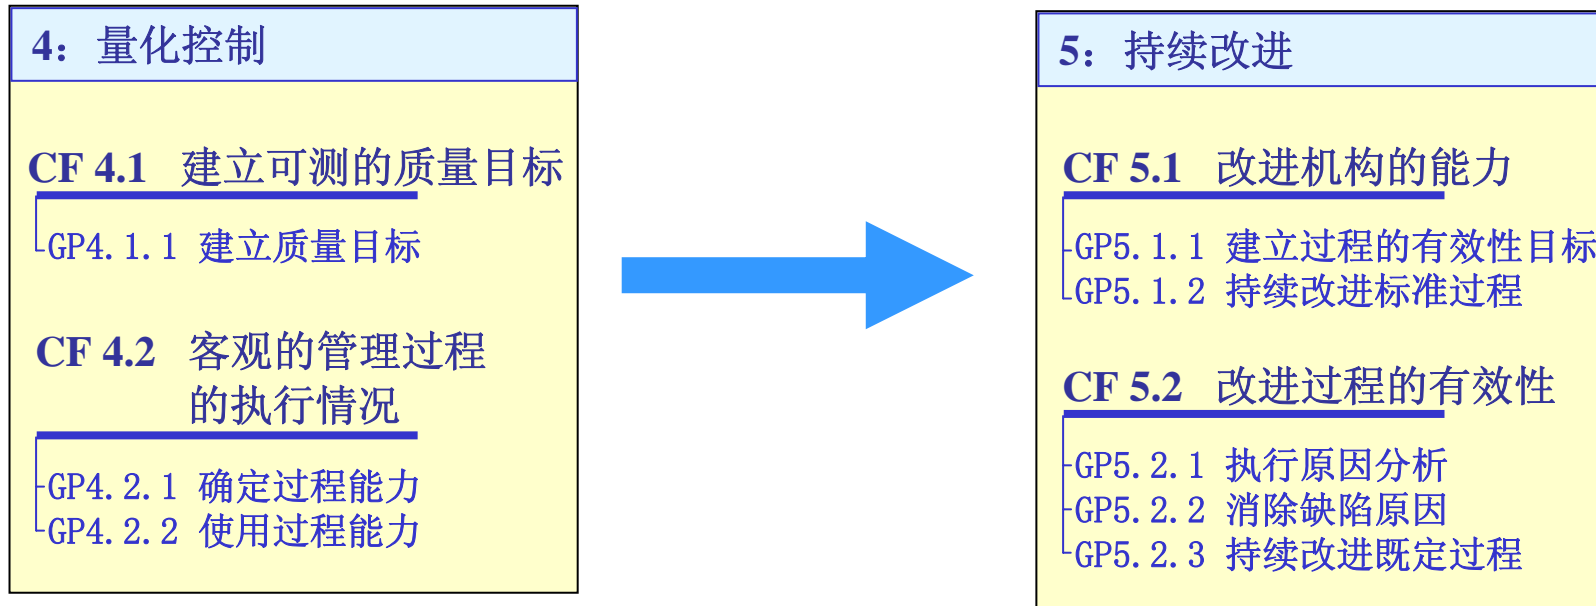 4：量化控制
CF 4.1 建立可测的质量目标
GP4.1.1 建立质量目标
CF 4.2 客观的管理过程
的执行情况
GP4.2.1 确定过程能力
GP4.2.2 使用过程能力
5：持续改进
CF 5.1 改进机构的能力
GP5.1.1 建立过程的有效性目标
GP5.1.2 持续改进标准过程
CF 5.2 改进过程的有效性
GP5.2.1 执行原因分析
GP5.2.2 消除缺陷原因
GP5.2.3 持续改进既定过程